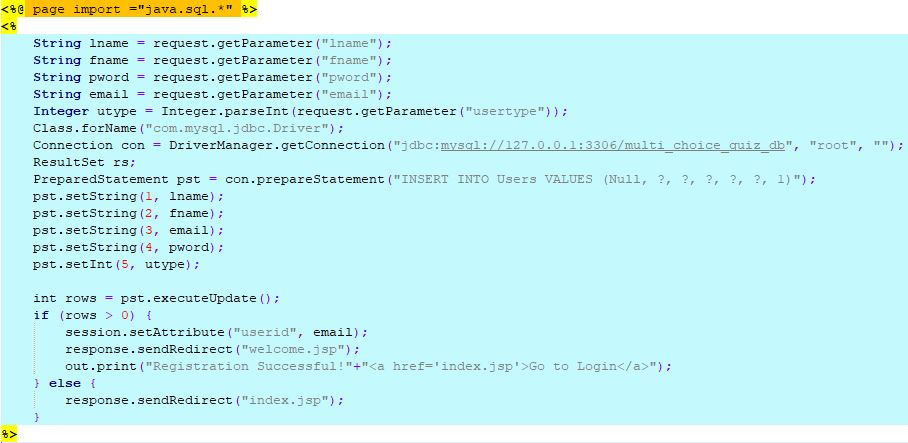 <%@ page import ="java.sql.*" %>
<%
String lname = request.getParameter("lname");
String fname = request.getParameter("fname");
String pword = request.getParameter("pword");
String email = request.getParameter("email");
Integer utype = Integer.parseInt(request.getParameter("usertype"));
Class.forName("com.mysql.jdbc.Driver");
Connection con = DriverManager.getConnection("jdbc:mysql://127.0.0.1:3306/multi_choice_quiz_db", "root", "");
ResultSet rs;
PreparedStatement pst = con.prepareStatement("INSERT INTO Users VALUES (Null, ?, ?, ?, ?, ?, 1)");
pst.setString(1, lname);
pst.setString(2, fname);
pst.setString(3, email);
pst.setString(4, pword);
pst.setInt(5, utype);
int rows = pst.executeUpdate();
if (rows > 0) {
session.setAttribute("userid", email);
response.sendRedirect("welcome.jsp");
out.print("Registration Successful!"+"<a href='index.jsp'>Go to Login</a>");
} else {
response.sendRedirect("index.jsp");
}
%>